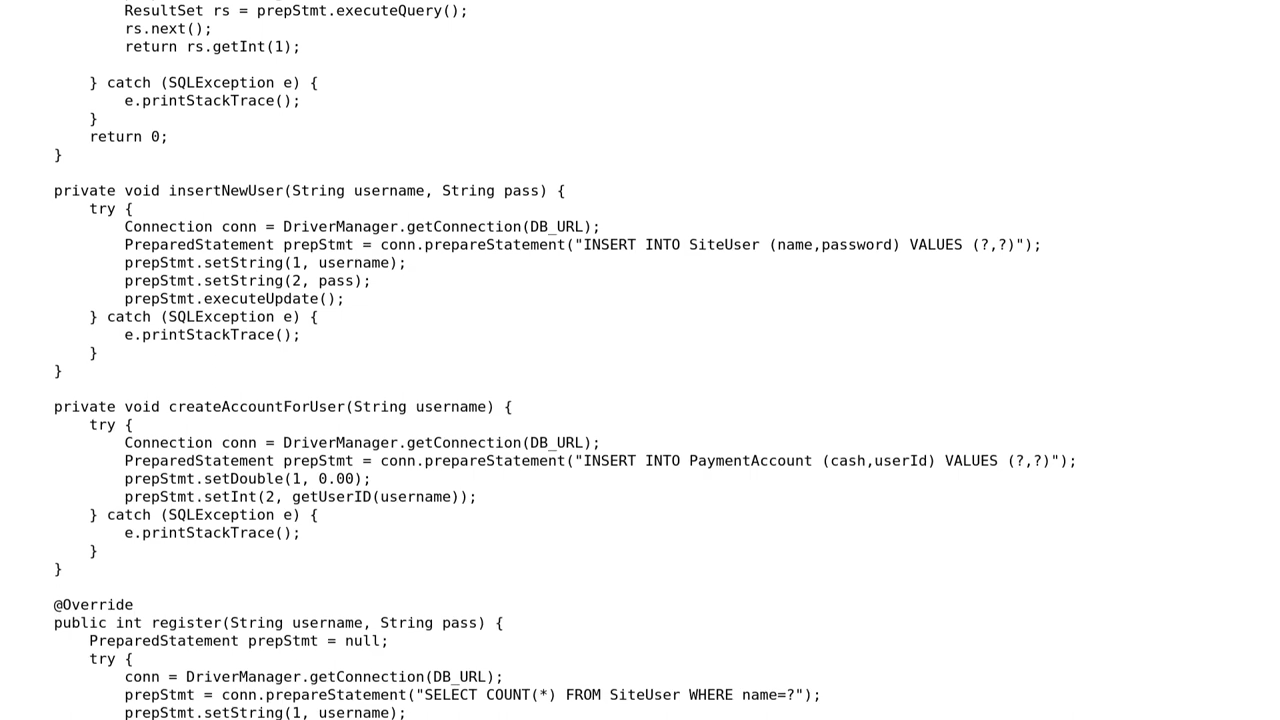 ResultSet rs = prepStmt.executeQuery();
rs.next();
return rs.getInt(1);
} catch (SQLException e) {
e.printStackTrace();
}
return 0;
}
private void insertNewUser(String username, String pass) {
try {
Connection conn = DriverManager.getConnection(DB_URL);
PreparedStatement prepStmt = conn.prepareStatement("INSERT INTO SiteUser (name,password) VALUES (?,?)");
prepStmt.setString(1, username);
prepStmt.setString(2, pass);
prepStmt.executeUpdate();
} catch (SQLException e) {
e.printStackTrace();
}
}
private void createAccountForUser(String username) {
try {
Connection conn = DriverManager.getConnection(DB_URL);
PreparedStatement prepStmt = conn.prepareStatement("INSERT INTO PaymentAccount (cash,userId) VALUES (?,?)");
prepStmt.setDouble(1, 0.00);
prepStmt.setInt(2, getUserID(username));
} catch (SQLException e) {
e.printStackTrace();
}
}
@Override
public int register(String username, String pass) {
PreparedStatement prepStmt = null;
try {
conn = DriverManager.getConnection(DB_URL);
prepStmt = conn.prepareStatement("SELECT COUNT(*) FROM SiteUser WHERE name=?");
prepStmt.setString(1, username);